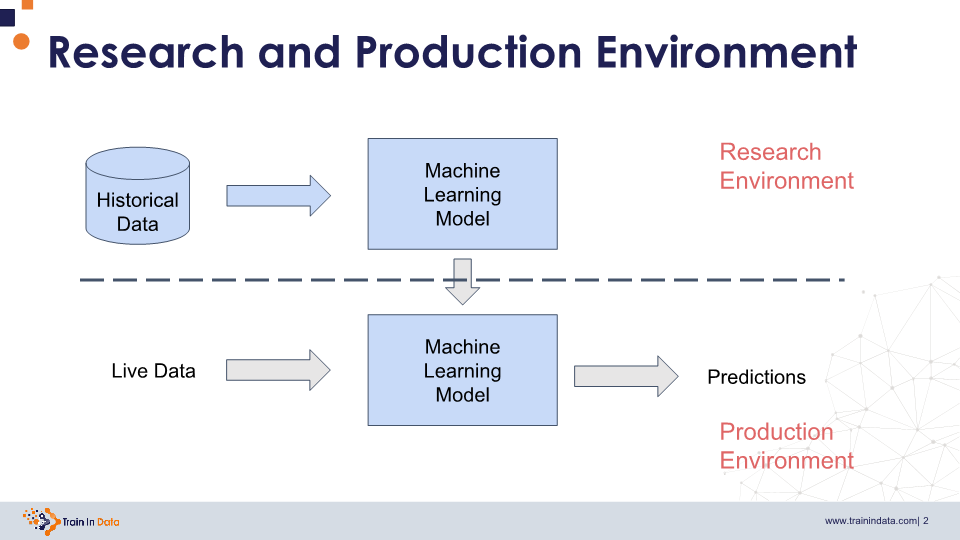 Research and Production Environment
Historical
Data
Machine
Learning
Model
Research
Environment
Live Data
Machine
Learning
Model
Predictions
Production
Environment
Train In Data
www.trainindata.com| 2